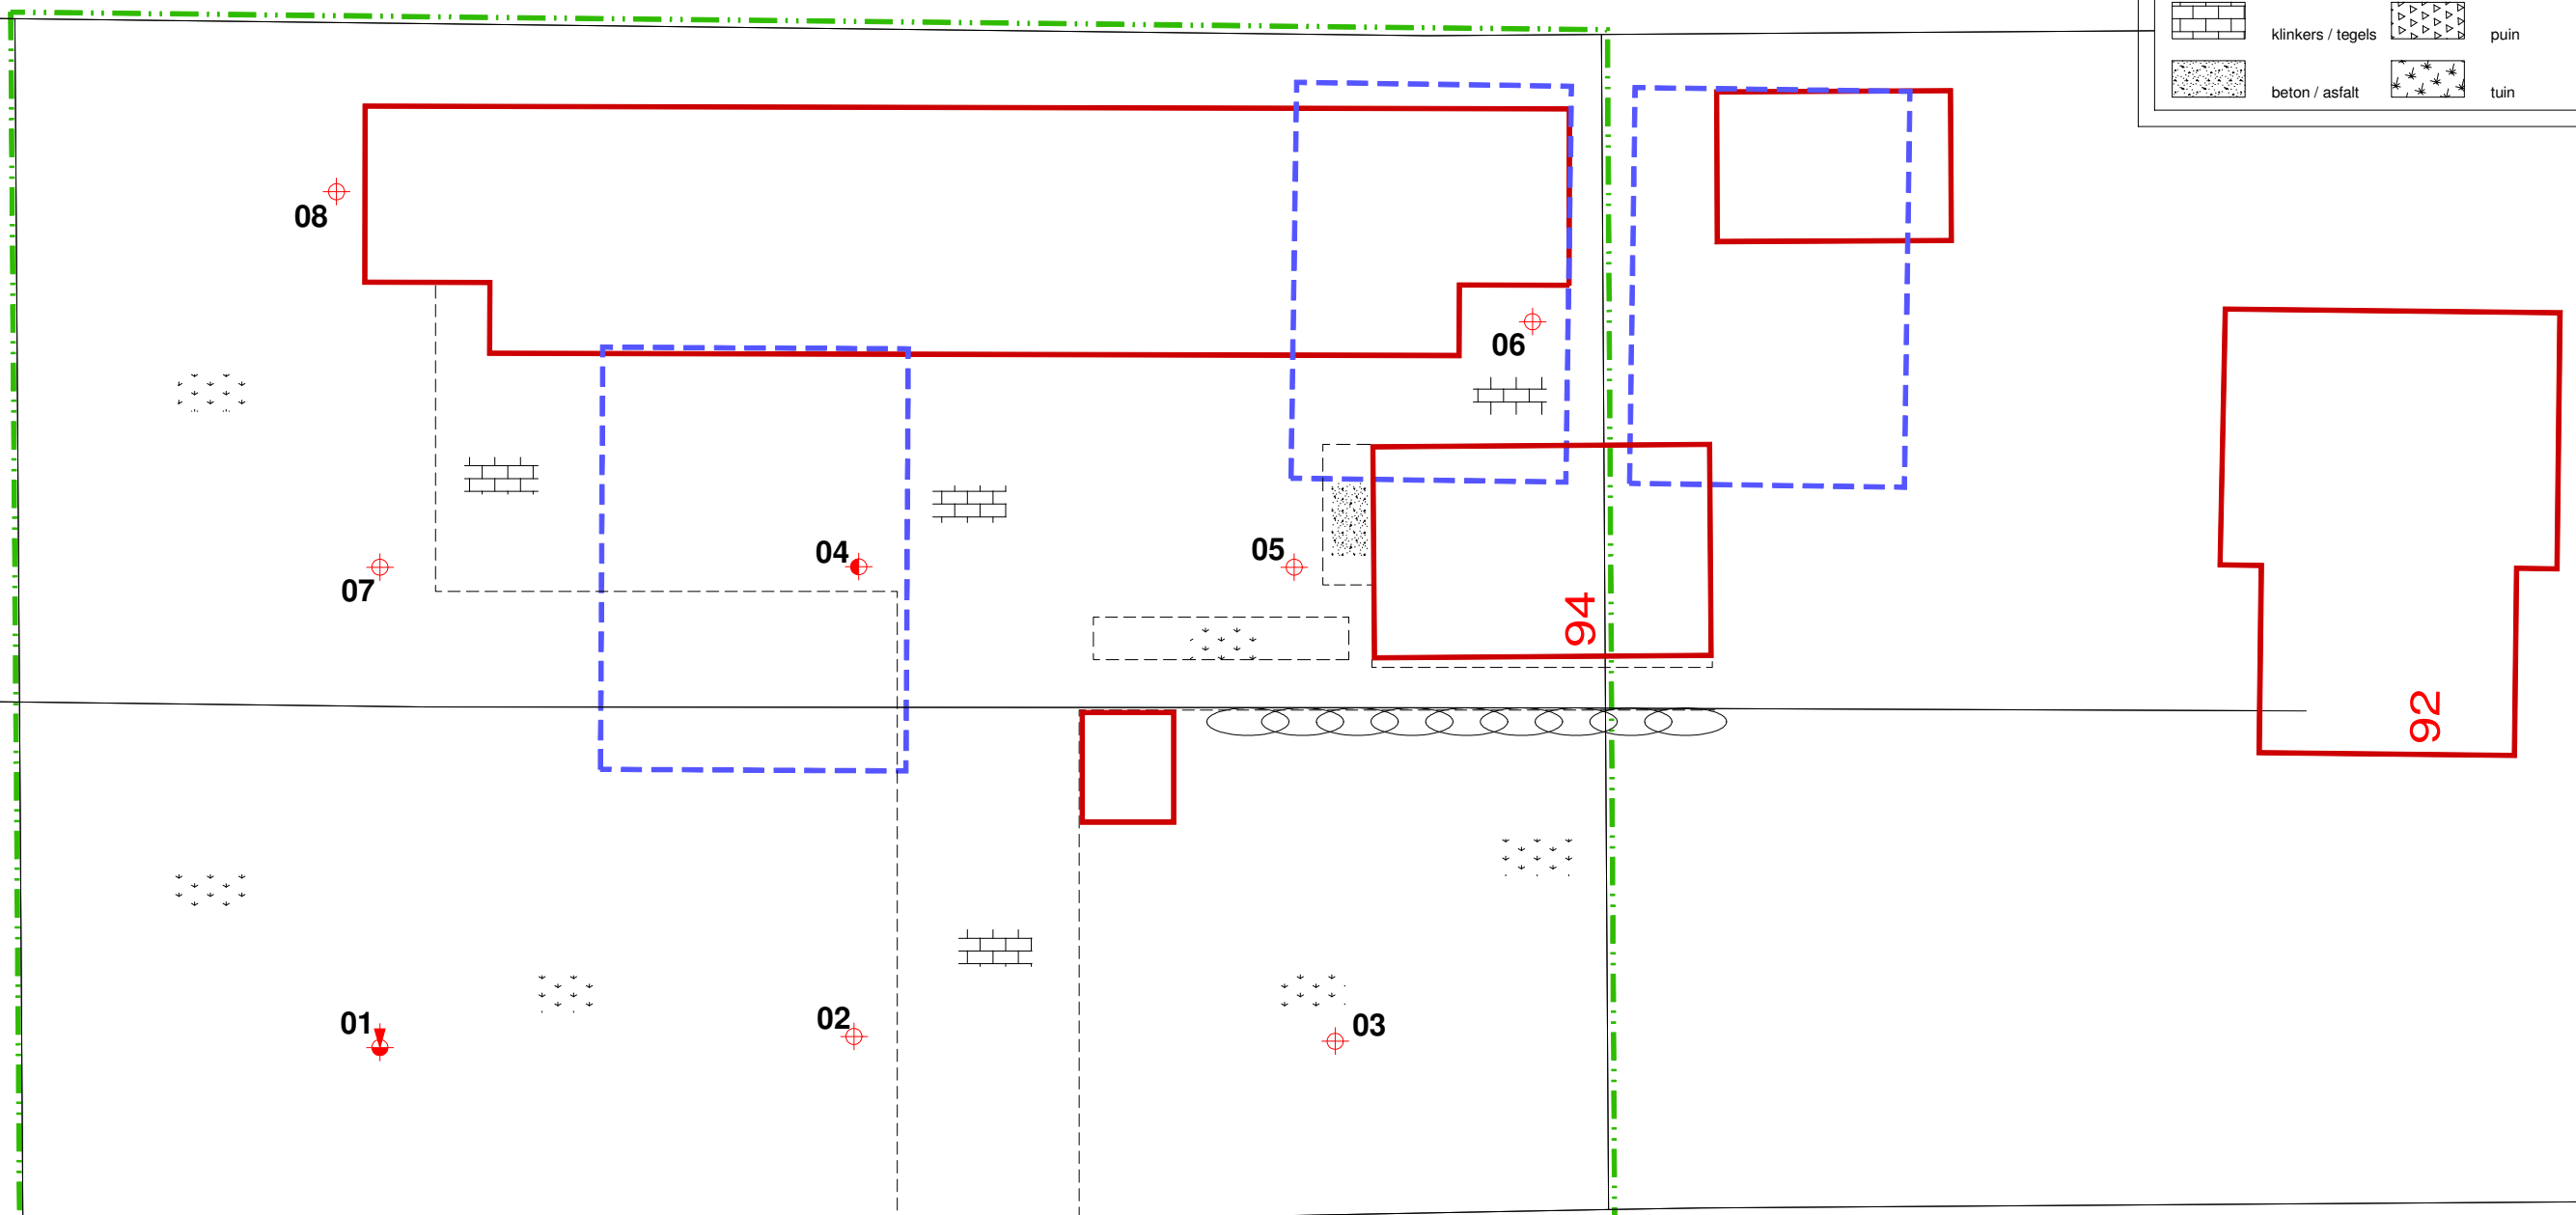 klinkers / tegels
puin
beton / asfalt
tuin
08
06
04
05
07
94
92
01
02
03